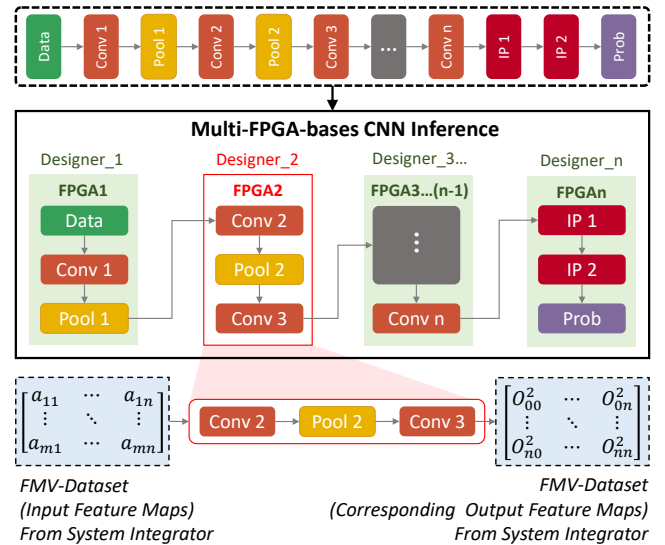 Data
Conv 1
Pool 1
Conv 2
Pool 2
Conv 3
...
Conv n
IP 1
IP 2
Prob
Multi-FPGA-bases CNN Inference
Designer_1
Designer_2
Designer_3...
Designer_n
FPGA1
Data
Conv 1
Pool 1
FPGA2
Conv 2
Pool 2
Conv 3
FPGA3...(n-1)
⋮
Conv n
FPGAn
IP 1
IP 2
Prob
a11 ⋯ a1n
⋮ ⋱ ⋮
am1 ⋯ amn
Conv 2
Pool 2
Conv 3
O²00 ⋯ O²0n
⋮ ⋱ ⋮
O²n0 ⋯ O²nn
FMV-Dataset
(Input Feature Maps)
From System Integrator
FMV-Dataset
(Corresponding Output Feature Maps)
From System Integrator